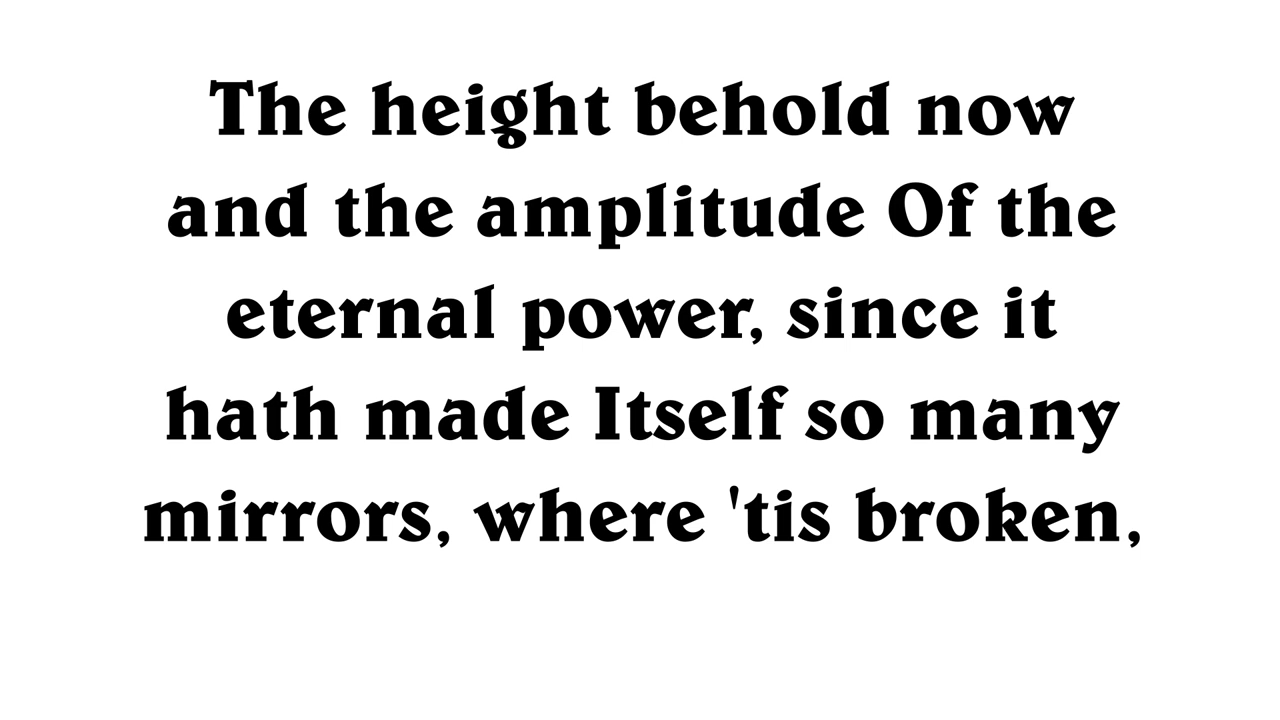 The height behold now
and the amplitude Of the
eternal power, since it
hath made Itself so many
mirrors, where 'tis broken,